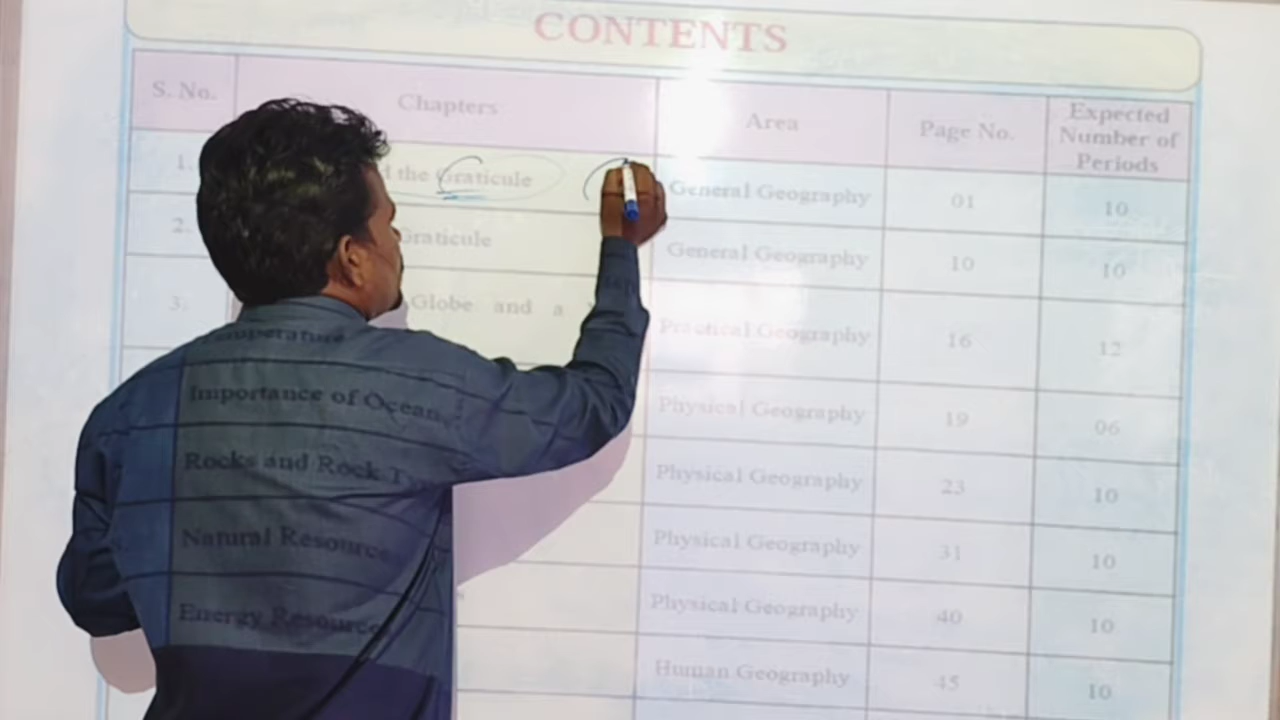 CONTENTS
S. No. Chapters Area Page No. Expected Number of Periods
1. the Graticule General Geography 01 10
2. Graticule General Geography 10 10
3. Globe and a Practical Geography 16 12
Temperature Physical Geography 19 06
Importance of Ocean Physical Geography 23 10
Rocks and Rock Physical Geography 31 10
Natural Resource Physical Geography 40 10
Energy Resource Human Geography 45 10